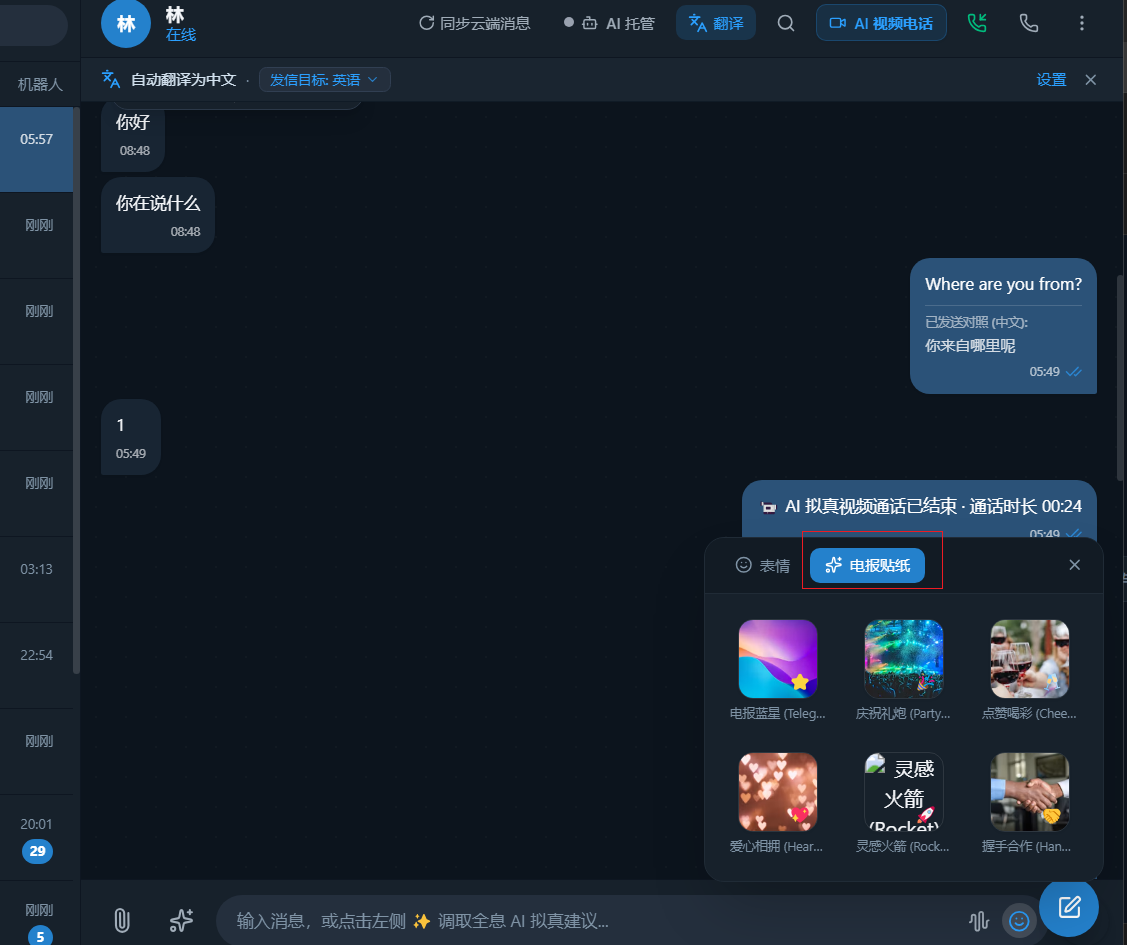 林
林
在线
同步云端消息
AI 托管
翻译
AI 视频电话
机器人
自动翻译为中文 ·
发信目标: 英语
设置
05:57
刚刚
刚刚
刚刚
刚刚
03:13
22:54
刚刚
20:01
29
刚刚
5
你好
08:48
你在说什么
08:48
Where are you from?
已发送对照 (中文):
你来自哪里呢
05:49
1
05:49
AI 拟真视频通话已结束 · 通话时长 00:24
05:49
表情
电报贴纸
电报蓝星 (Teleg...
庆祝礼炮 (Party...
点赞喝彩 (Chee...
灵感
火箭
(Rocket)
爱心相拥 (Hear...
灵感火箭 (Rock...
握手合作 (Han...
输入消息，或点击左侧 ✨ 调取全息 AI 拟真建议...